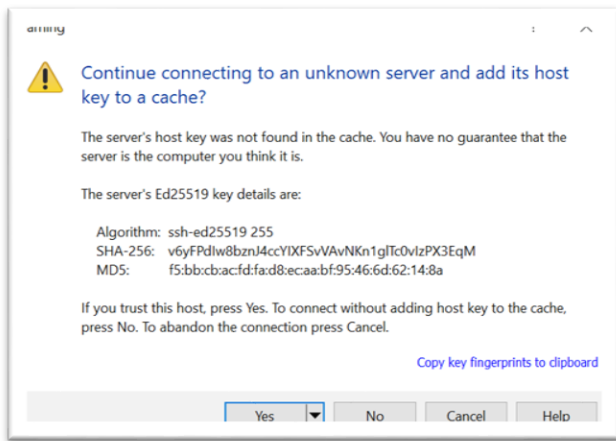 Continue connecting to an unknown server and add its host
key to a cache?
The server's host key was not found in the cache. You have no guarantee that the
server is the computer you think it is.
The server's Ed25519 key details are:
Algorithm: ssh-ed25519 255
SHA-256: v6yFPdIw8bznJ4ccYlXFSvVAvNKn1glTc0vIzPX3EqM
MD5: f5:bb:cb:ac:fd:fa:d8:ec:aa:bf:95:46:6d:62:14:8a
If you trust this host, press Yes. To connect without adding host key to the cache,
press No. To abandon the connection press Cancel.
Copy key fingerprints to clipboard
Yes No Cancel Help